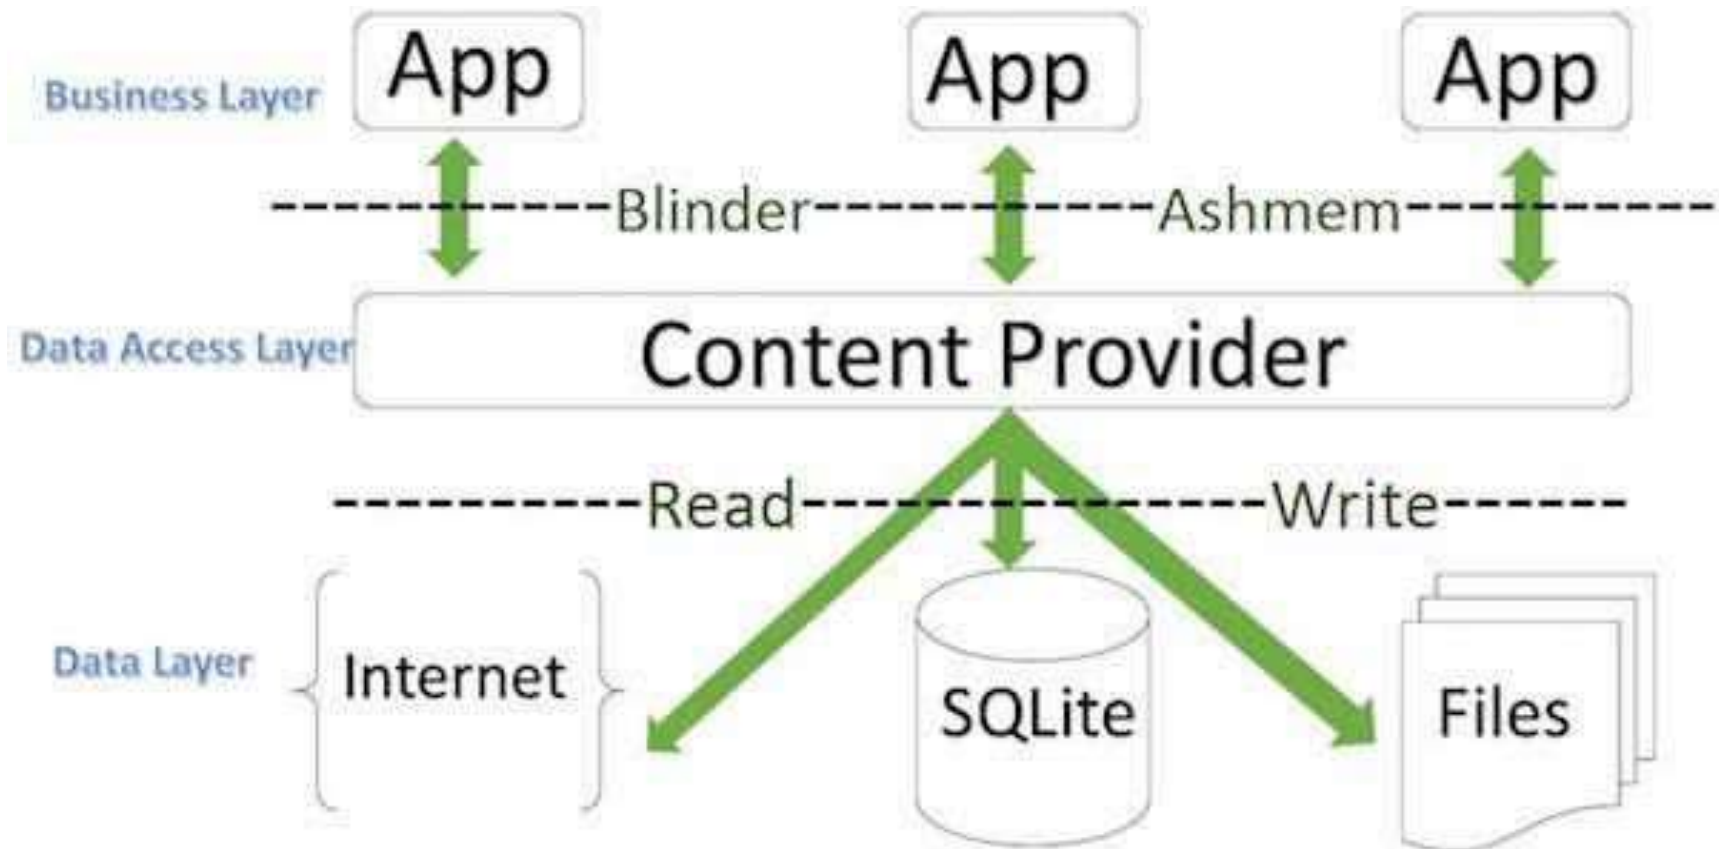 App App App
Business Layer
Blinder Ashmem
Data Access Layer Content Provider
Read Write
Data Layer Internet SQLite Files